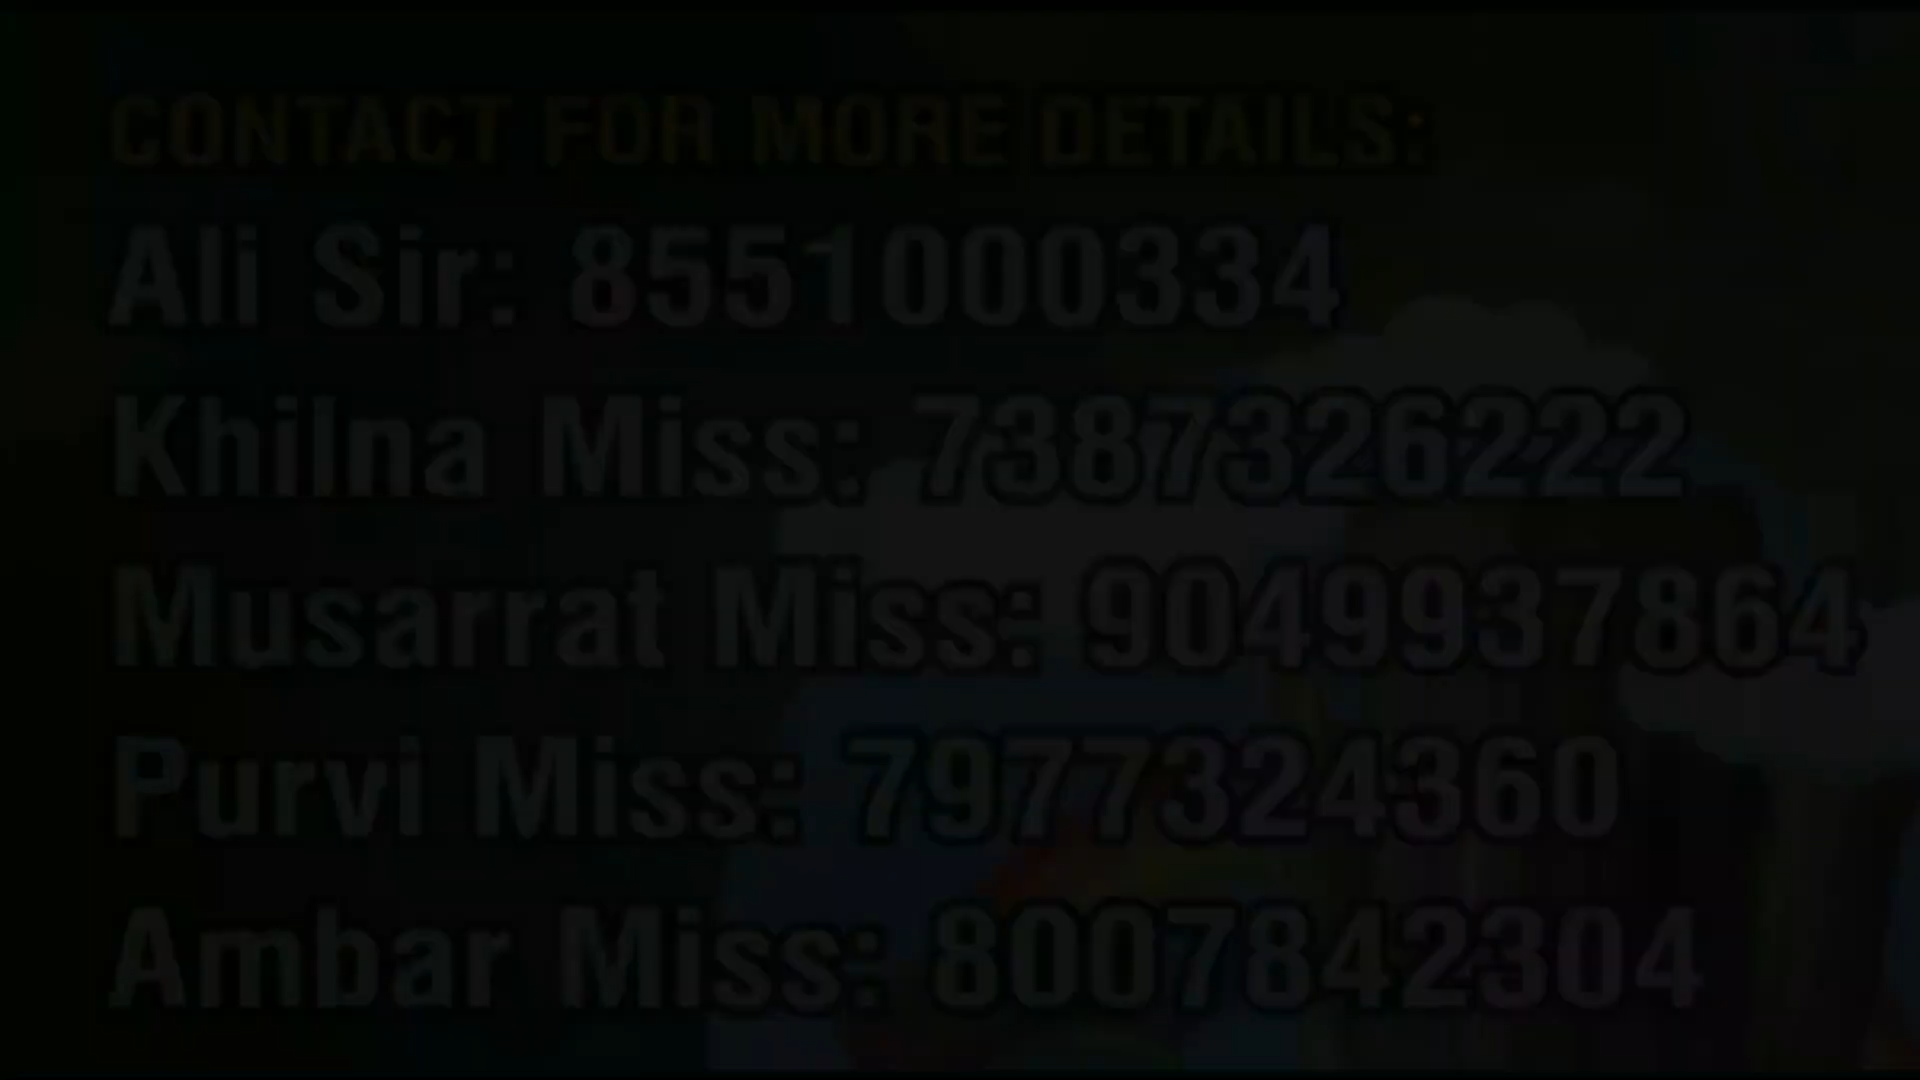 CONTACT FOR MORE DETAILS:
Ali Sir: 8551000334
Khilna Miss: 7387326222
Musarrat Miss: 9049937864
Purvi Miss: 7977324360
Ambar Miss: 8007842304